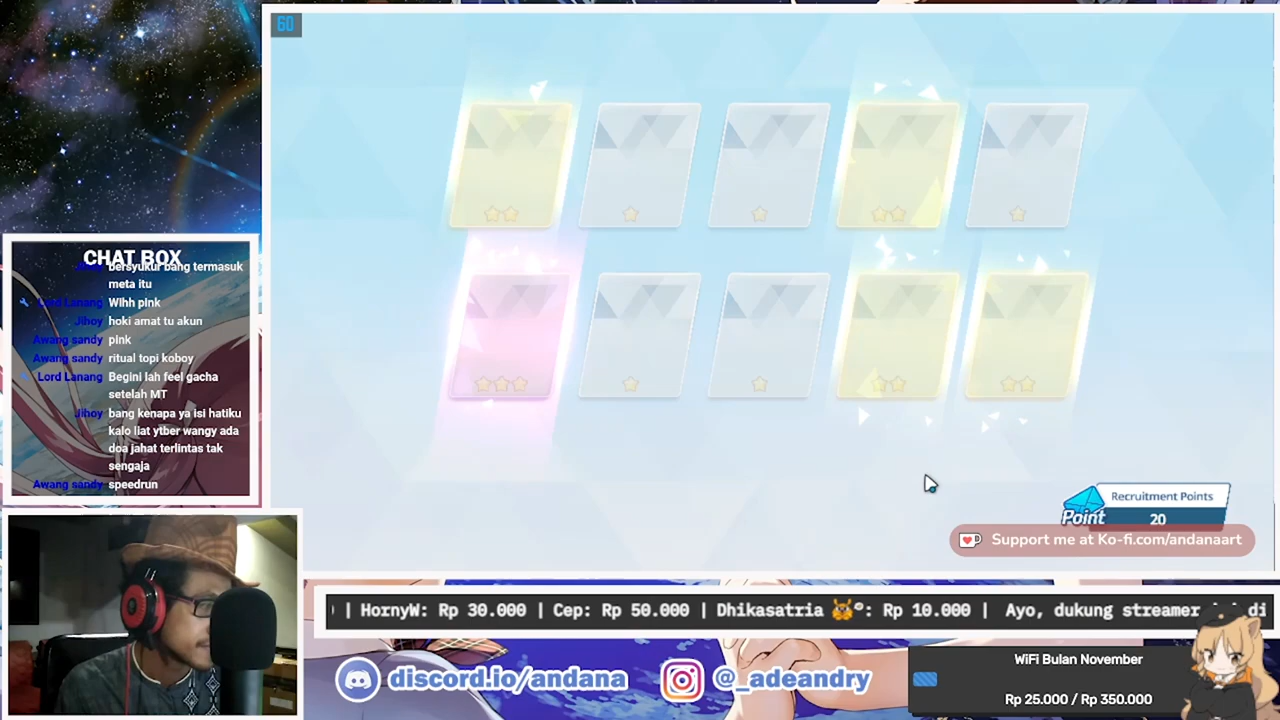 60
CHAT BOX
Jihoy bersyukur bang termasuk
meta itu
Lord Lanang Wihh pink
Jihoy hoki amat tu akun
Awang sandy pink
Awang sandy ritual topi koboy
Lord Lanang Begini lah feel gacha
setelah MT
Jihoy bang kenapa ya isi hatiku
kalo liat ytber wangy ada
doa jahat terlintas tak
sengaja
Awang sandy speedrun
Recruitment Points
Point 20
Support me at Ko-fi.com/andanaart
| HornyW: Rp 30.000 | Cep: Rp 50.000 | Dhikasatria : Rp 10.000 | Ayo, dukung streamer di
discord.io/andana @_adeandry
WiFi Bulan November
Rp 25.000 / Rp 350.000